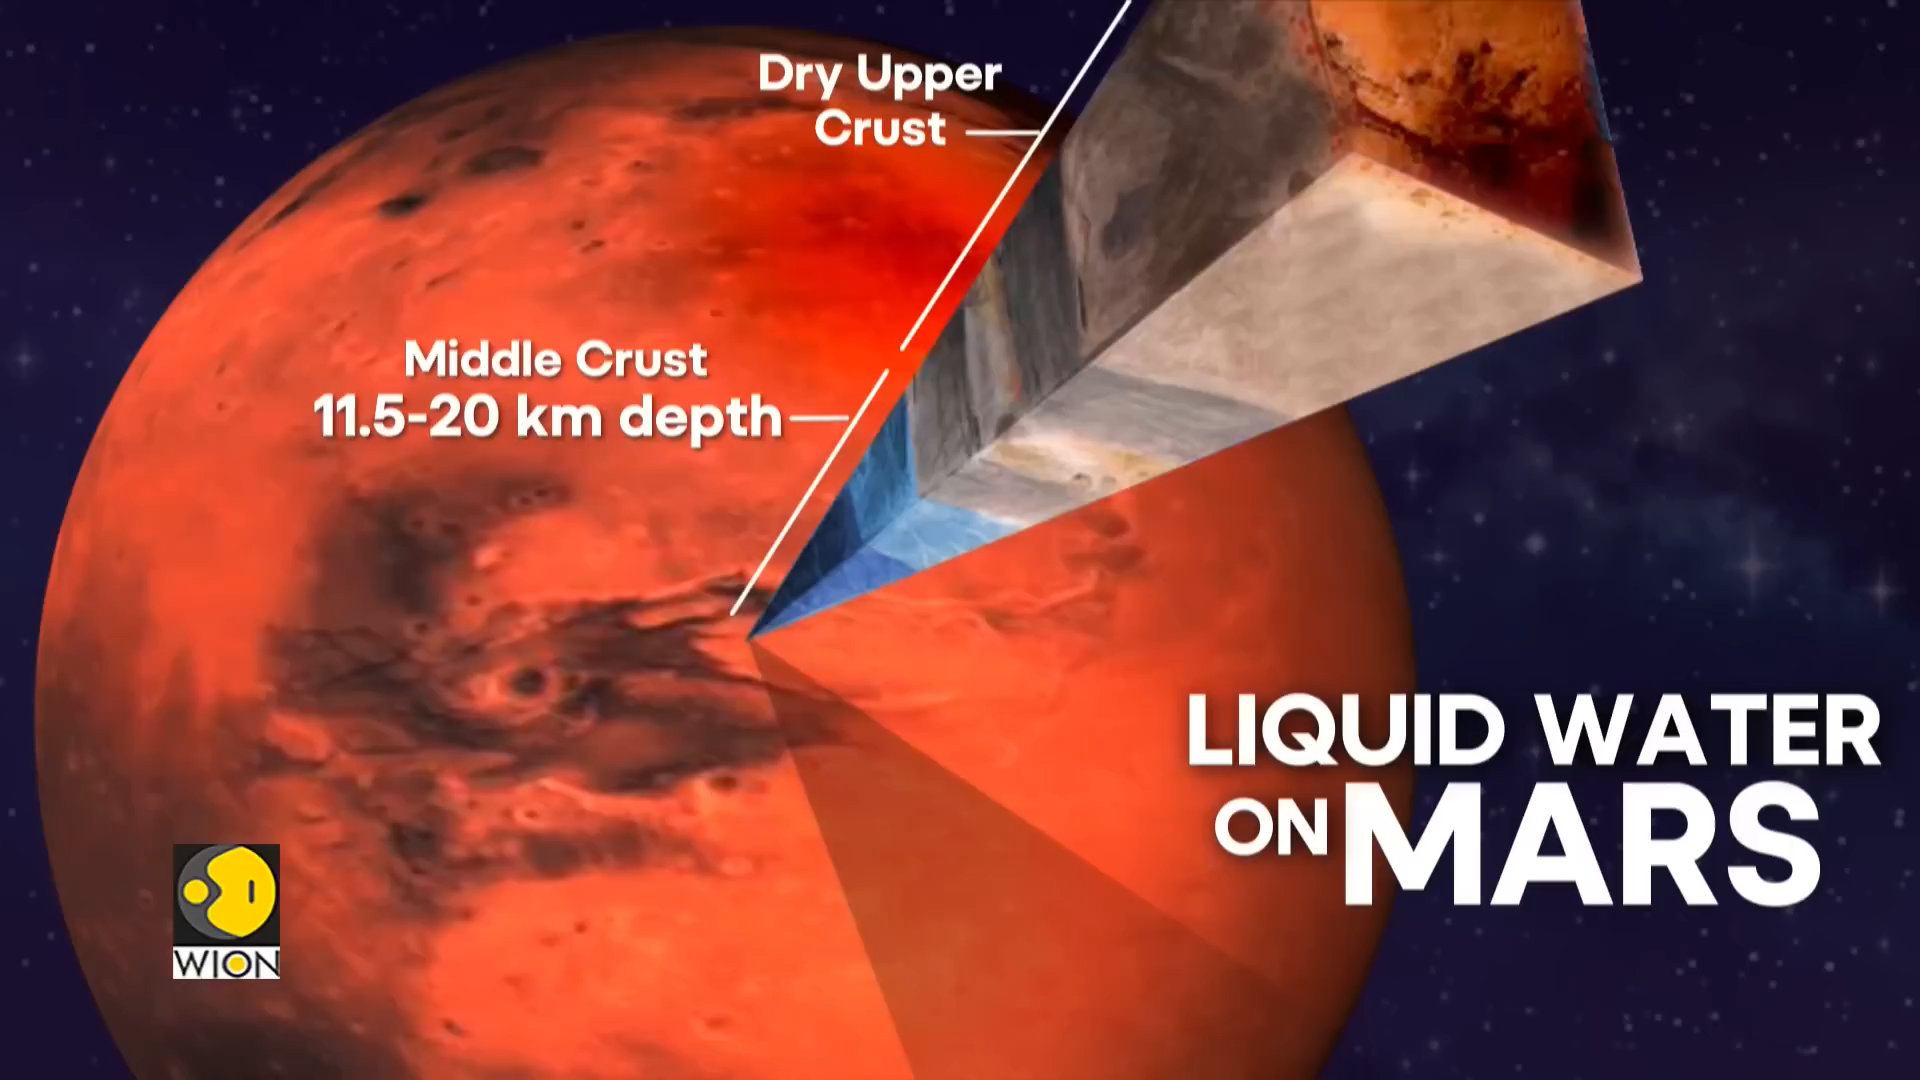 Dry Upper
Crust
Middle Crust
11.5-20 km depth
LIQUID WATER
ON MARS
WION